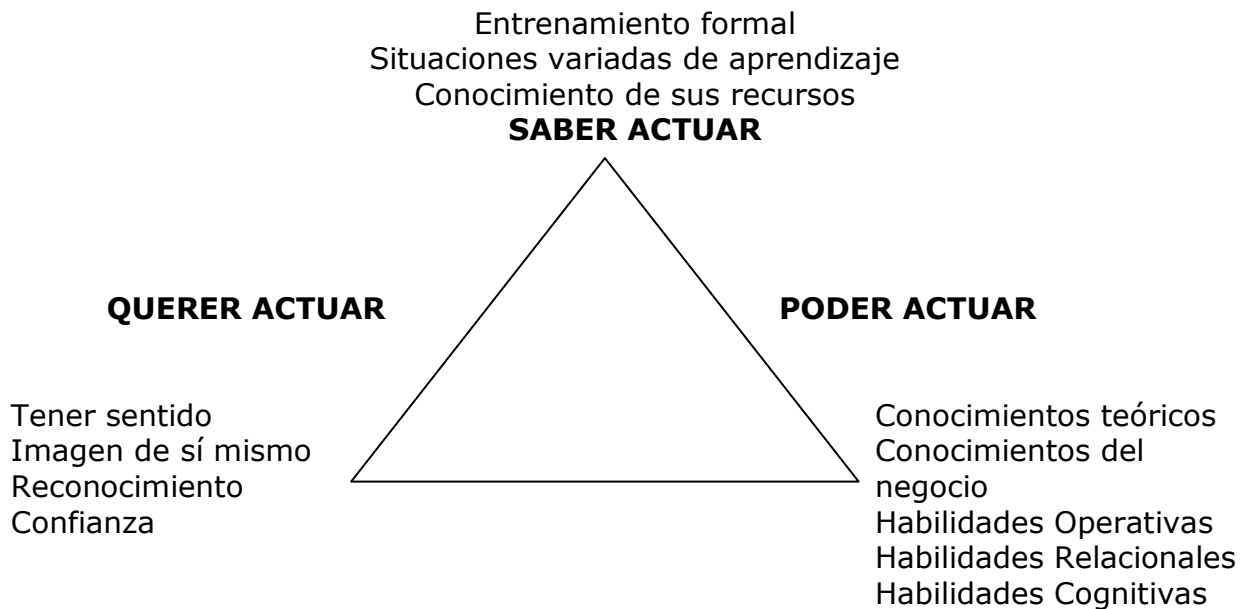 Entrenamiento formal
Situaciones variadas de aprendizaje
Conocimiento de sus recursos
SABER ACTUAR
QUERER ACTUAR
PODER ACTUAR
Tener sentido
Imagen de sí mismo
Reconocimiento
Confianza
Conocimientos teóricos
Conocimientos del
negocio
Habilidades Operativas
Habilidades Relacionales
Habilidades Cognitivas